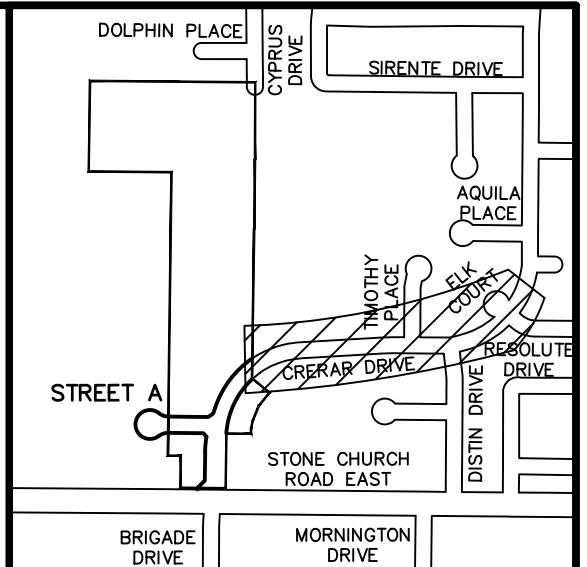 DOLPHIN PLACE
CYPRUS
DRIVE
SIRENTE DRIVE
AQUILA
PLACE
TIMOTHY
PLACE
ELK
COURT
RESOLUTE
DRIVE
CRERAR DRIVE
STREET A
DISTIN DRIVE
STONE CHURCH
ROAD EAST
BRIGADE
DRIVE
MORNINGTON
DRIVE